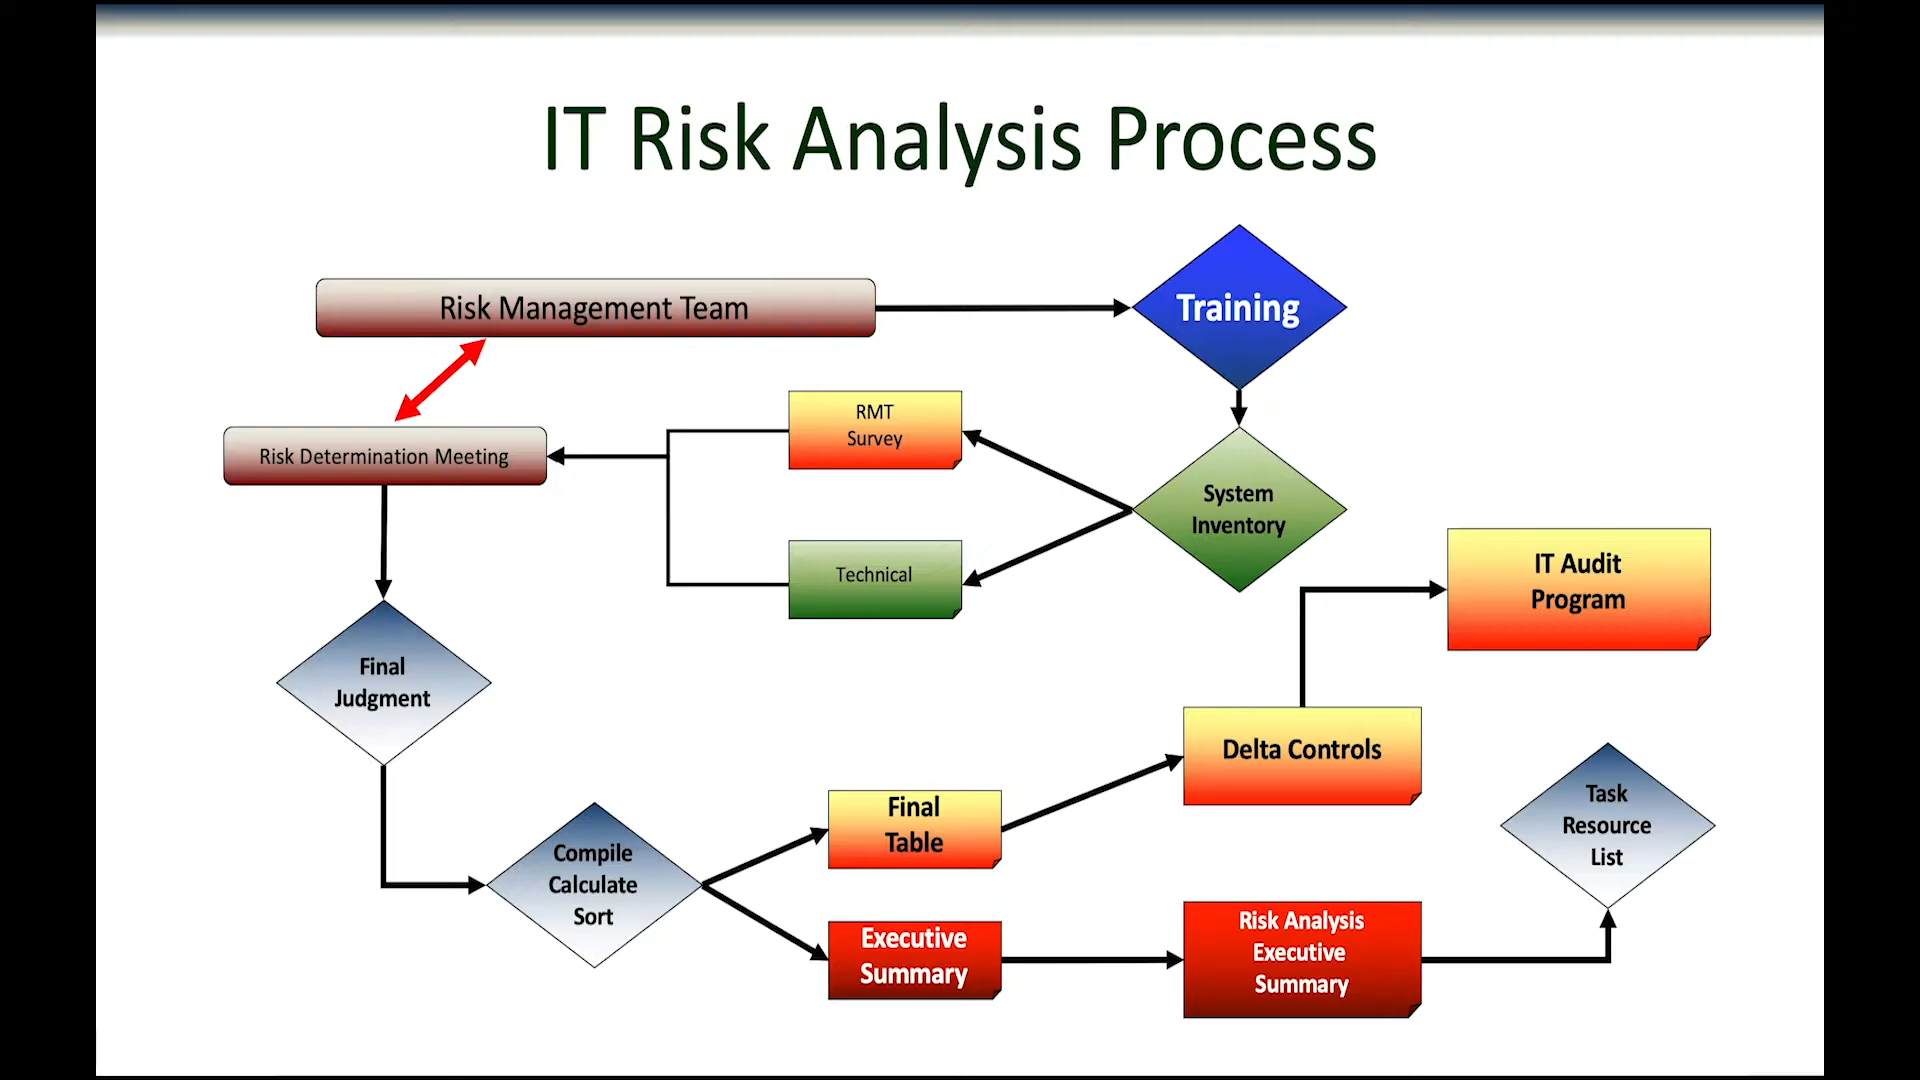 IT Risk Analysis Process
Risk Management Team
Training
RMT
Survey
Risk Determination Meeting
System
Inventory
Technical
IT Audit
Program
Final
Judgment
Delta Controls
Task
Resource
List
Final
Table
Compile
Calculate
Sort
Executive
Summary
Risk Analysis
Executive
Summary